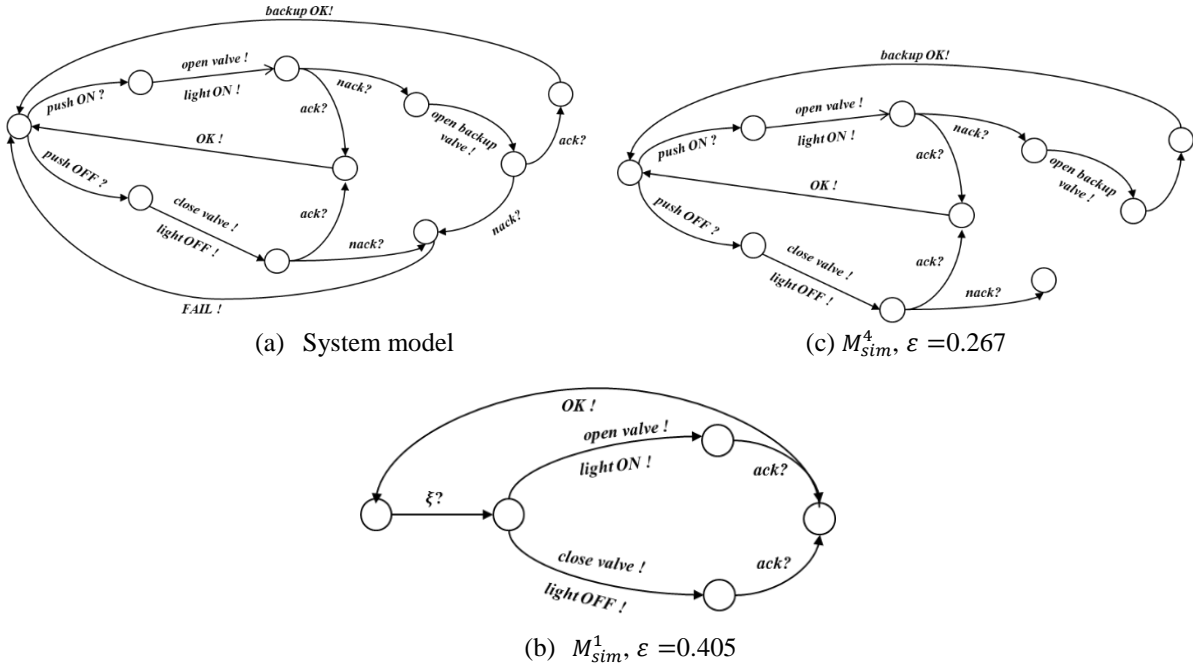 backup OK!
open valve !
light ON !
push ON ?
nack?
ack?
open backup
valve !
ack?
OK !
push OFF ?
close valve !
light OFF !
ack?
nack?
nack?
FAIL !
(a) System model
backup OK!
open valve !
light ON !
push ON ?
nack?
ack?
open backup
valve !
OK !
push OFF ?
close valve !
light OFF !
ack?
nack?
(c) M⁴sim, ε =0.267
OK !
open valve !
light ON !
ack?
ξ?
close valve !
light OFF !
ack?
(b) M¹sim, ε =0.405